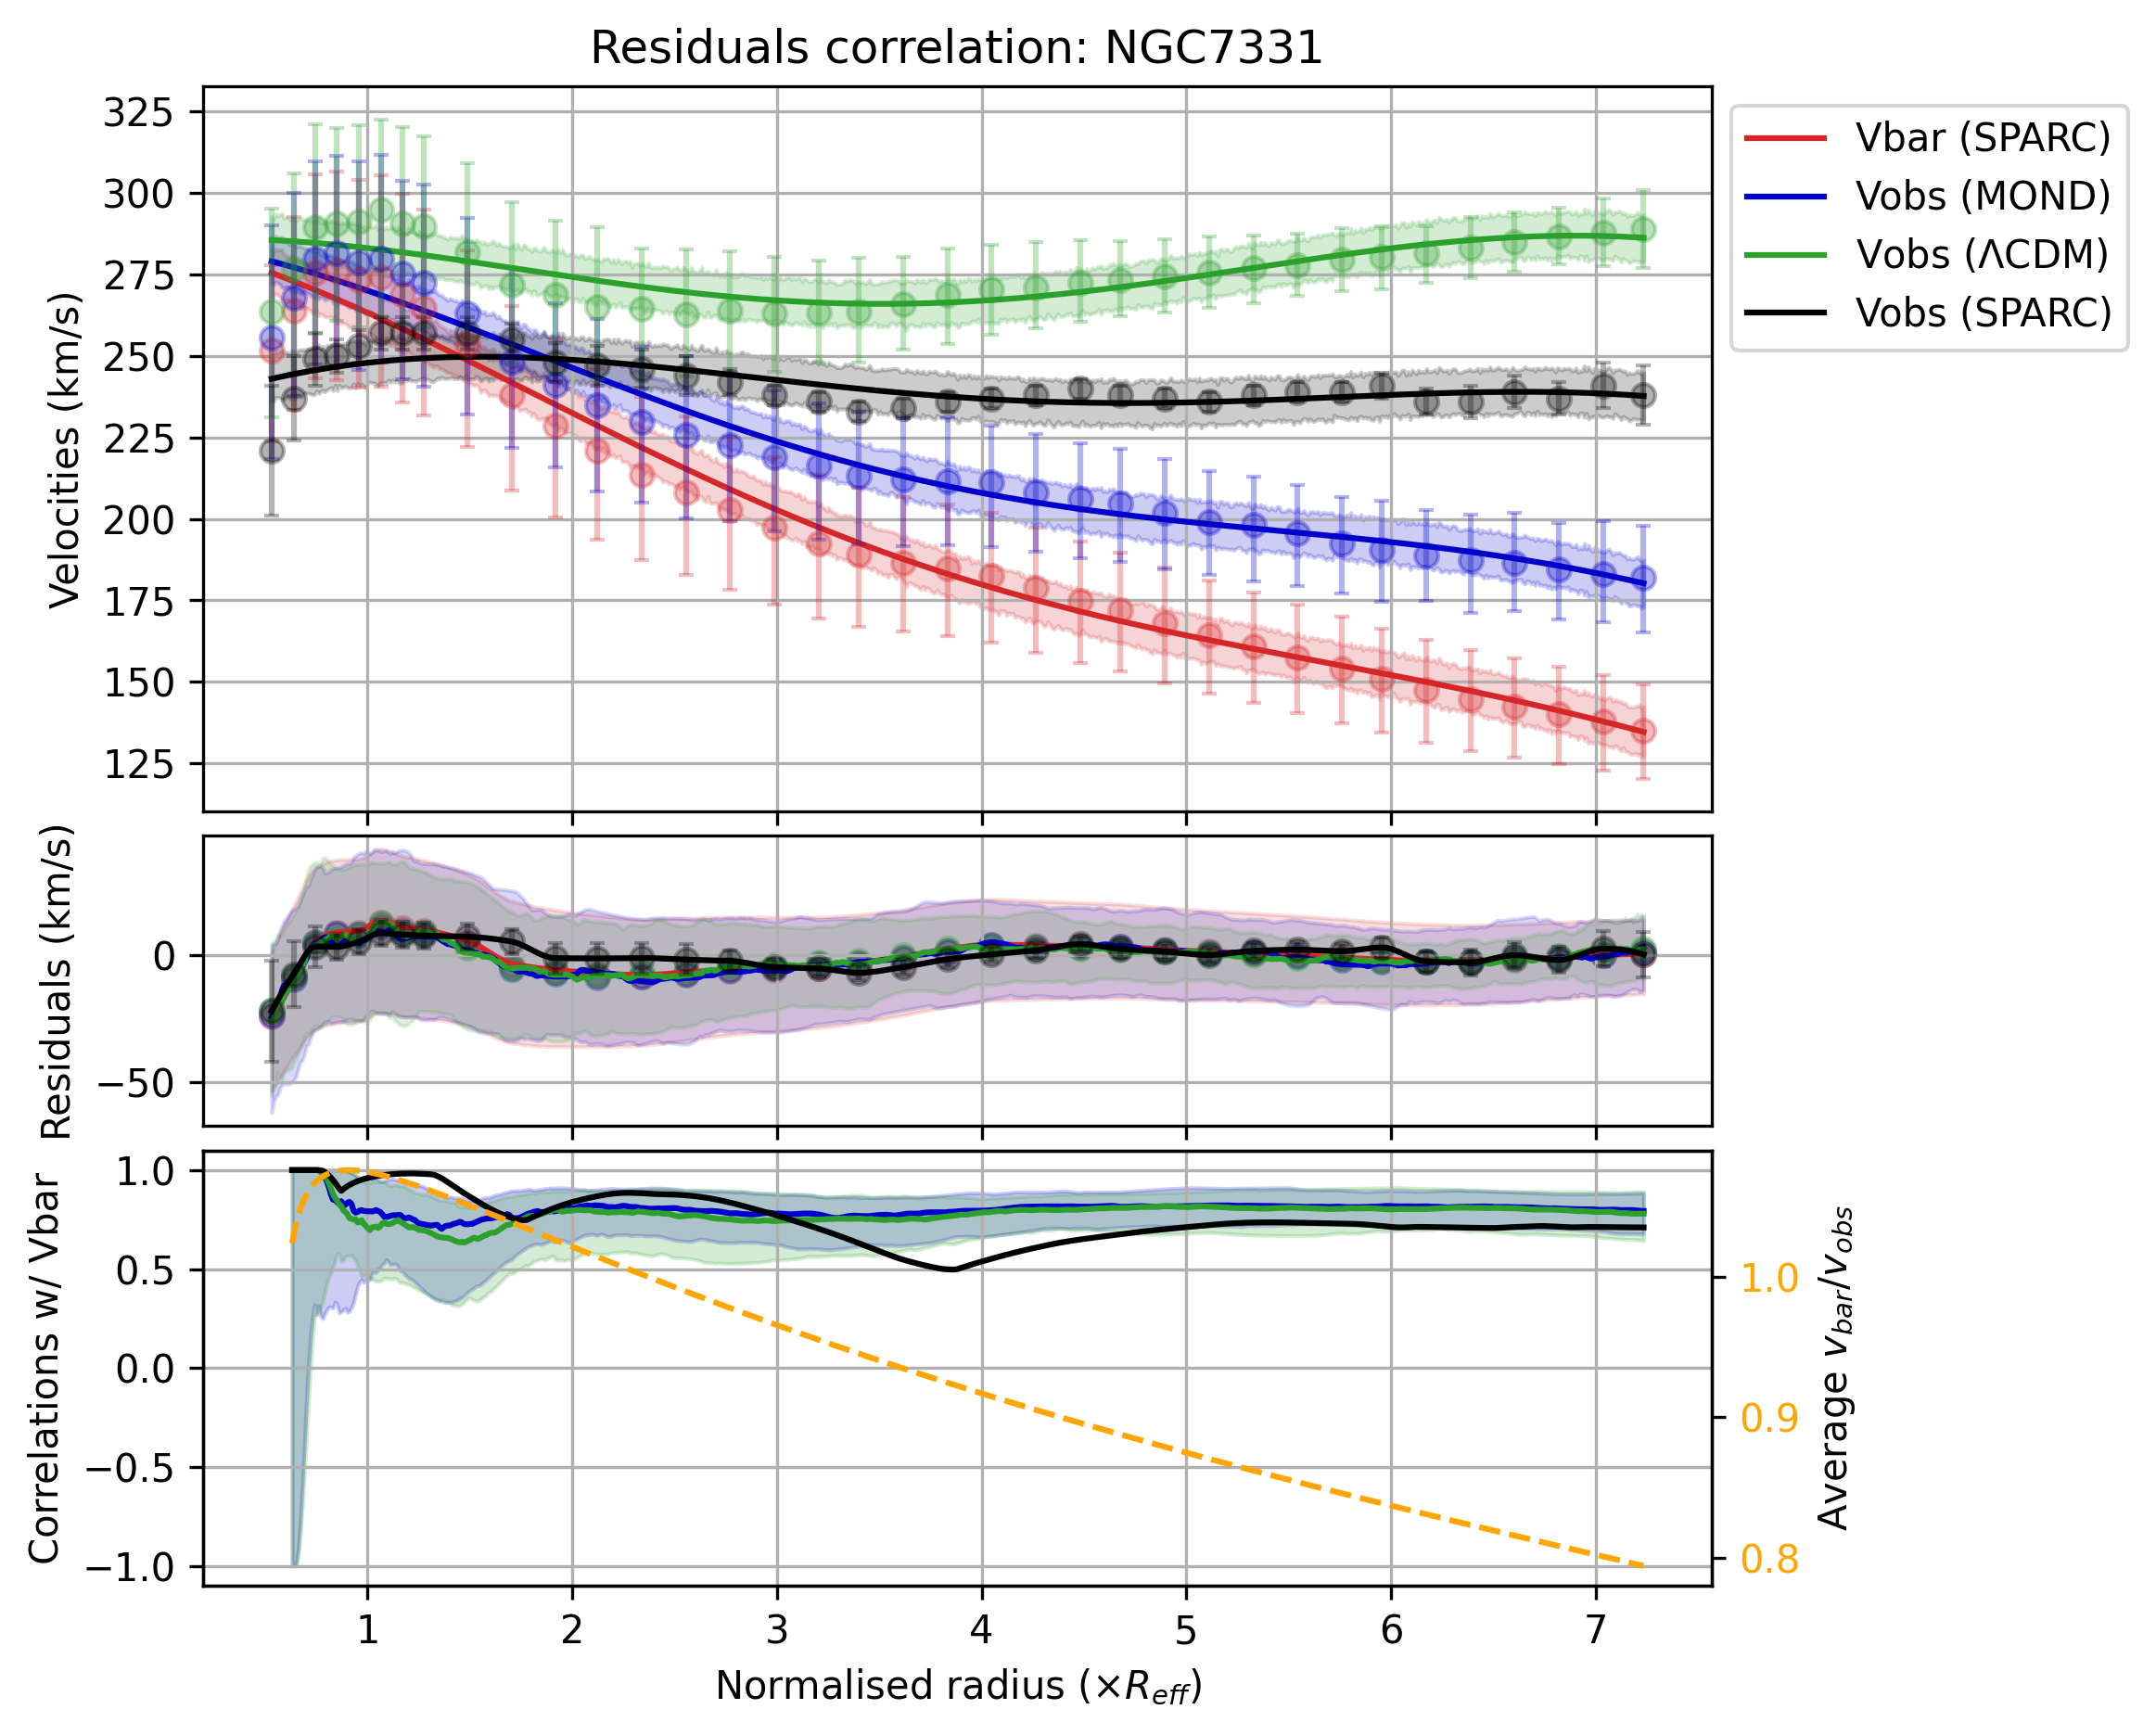 Residuals correlation: NGC7331
325
300
275
250
225
200
175
150
125
Velocities (km/s)
Vbar (SPARC)
Vobs (MOND)
Vobs (ΛCDM)
Vobs (SPARC)
0
−50
Residuals (km/s)
1.0
0.5
0.0
−0.5
−1.0
Correlations w/ Vbar
1.0
0.9
0.8
Average v_bar/v_obs
1 2 3 4 5 6 7
Normalised radius (×R_eff)